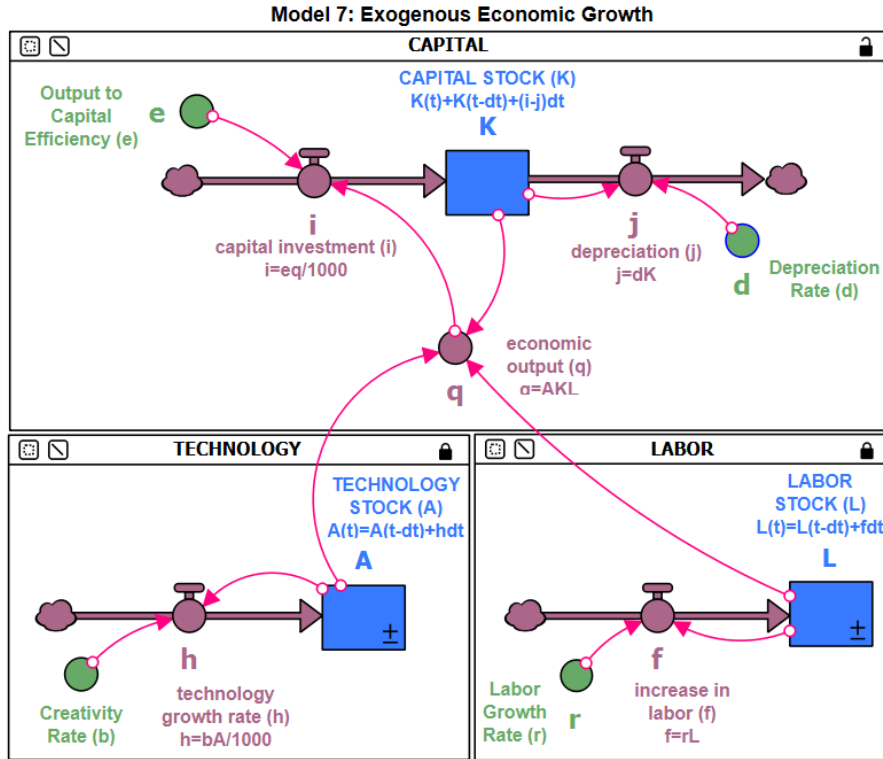 Model 7: Exogenous Economic Growth
CAPITAL
Output to
Capital
Efficiency (e)
e
CAPITAL STOCK (K)
K(t)+K(t-dt)+(i-j)dt
K
i
capital investment (i)
i=eq/1000
j
depreciation (j)
j=dK
d
Depreciation
Rate (d)
economic
output (q)
q=AKL
q
TECHNOLOGY
TECHNOLOGY
STOCK (A)
A(t)=A(t-dt)+hdt
A
±
h
technology
growth rate (h)
h=bA/1000
Creativity
Rate (b)
LABOR
LABOR
STOCK (L)
L(t)=L(t-dt)+fdt
L
±
f
increase in
labor (f)
f=rL
Labor
Growth
Rate (r)
r